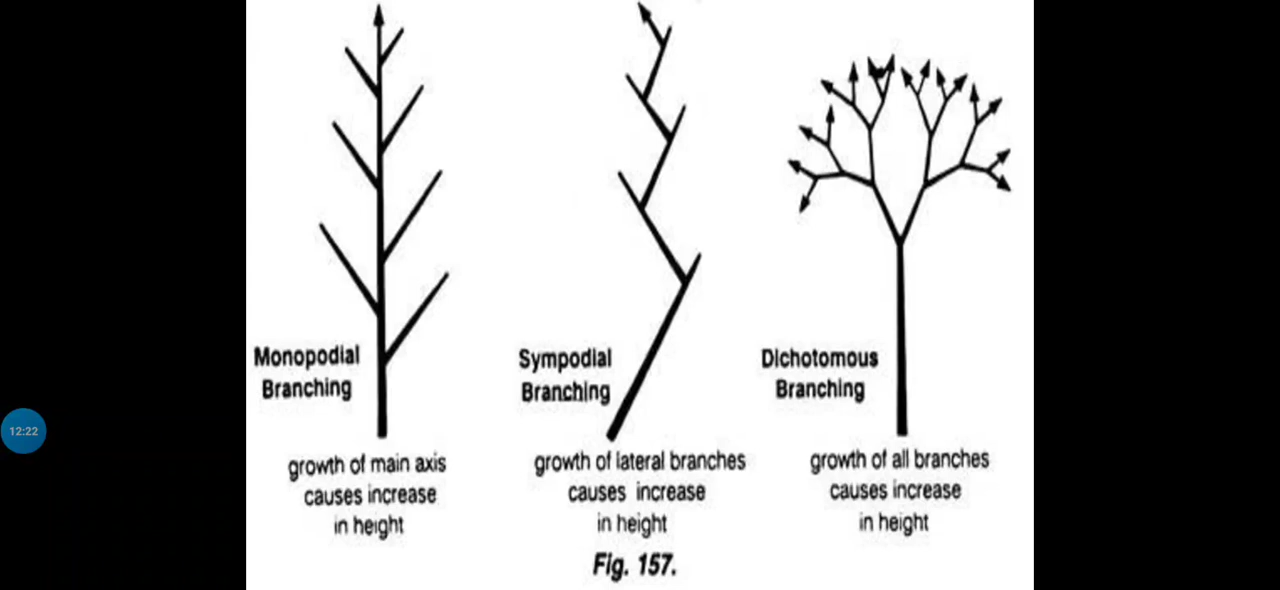 Monopodial
Branching
growth of main axis
causes increase
in height
Sympodial
Branching
growth of lateral branches
causes increase
in height
Dichotomous
Branching
growth of all branches
causes increase
in height
Fig. 157.
12:22